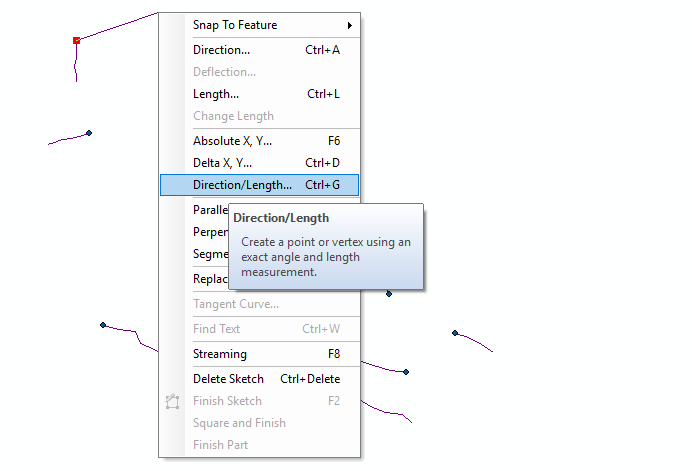 Snap To Feature
Direction... Ctrl+A
Deflection...
Length... Ctrl+L
Change Length
Absolute X, Y... F6
Delta X, Y... Ctrl+D
Direction/Length... Ctrl+G
Paralle
Direction/Length
Perpen
Create a point or vertex using an
Segme
exact angle and length
measurement.
Replac
Tangent Curve...
Find Text Ctrl+W
Streaming F8
Delete Sketch Ctrl+Delete
Finish Sketch F2
Square and Finish
Finish Part